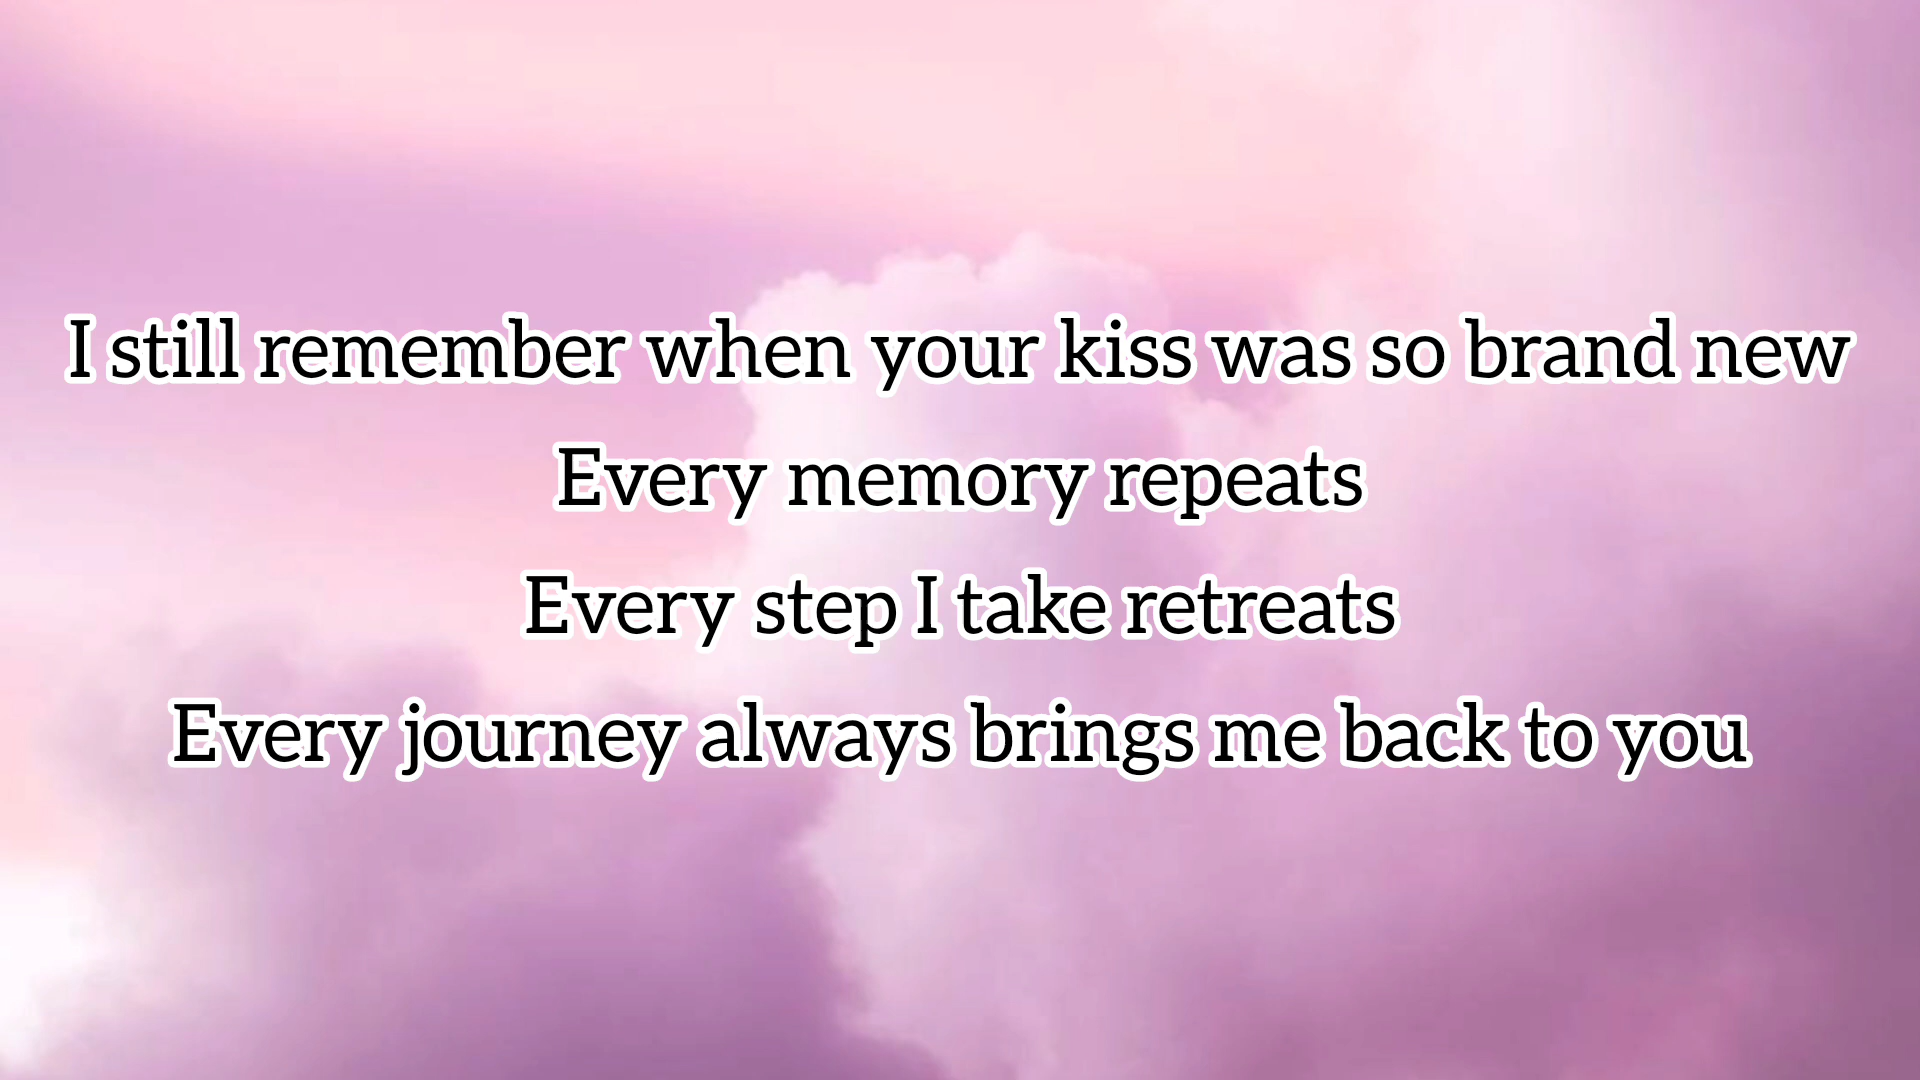 I still remember when your kiss was so brand new
Every memory repeats
Every step I take retreats
Every journey always brings me back to you